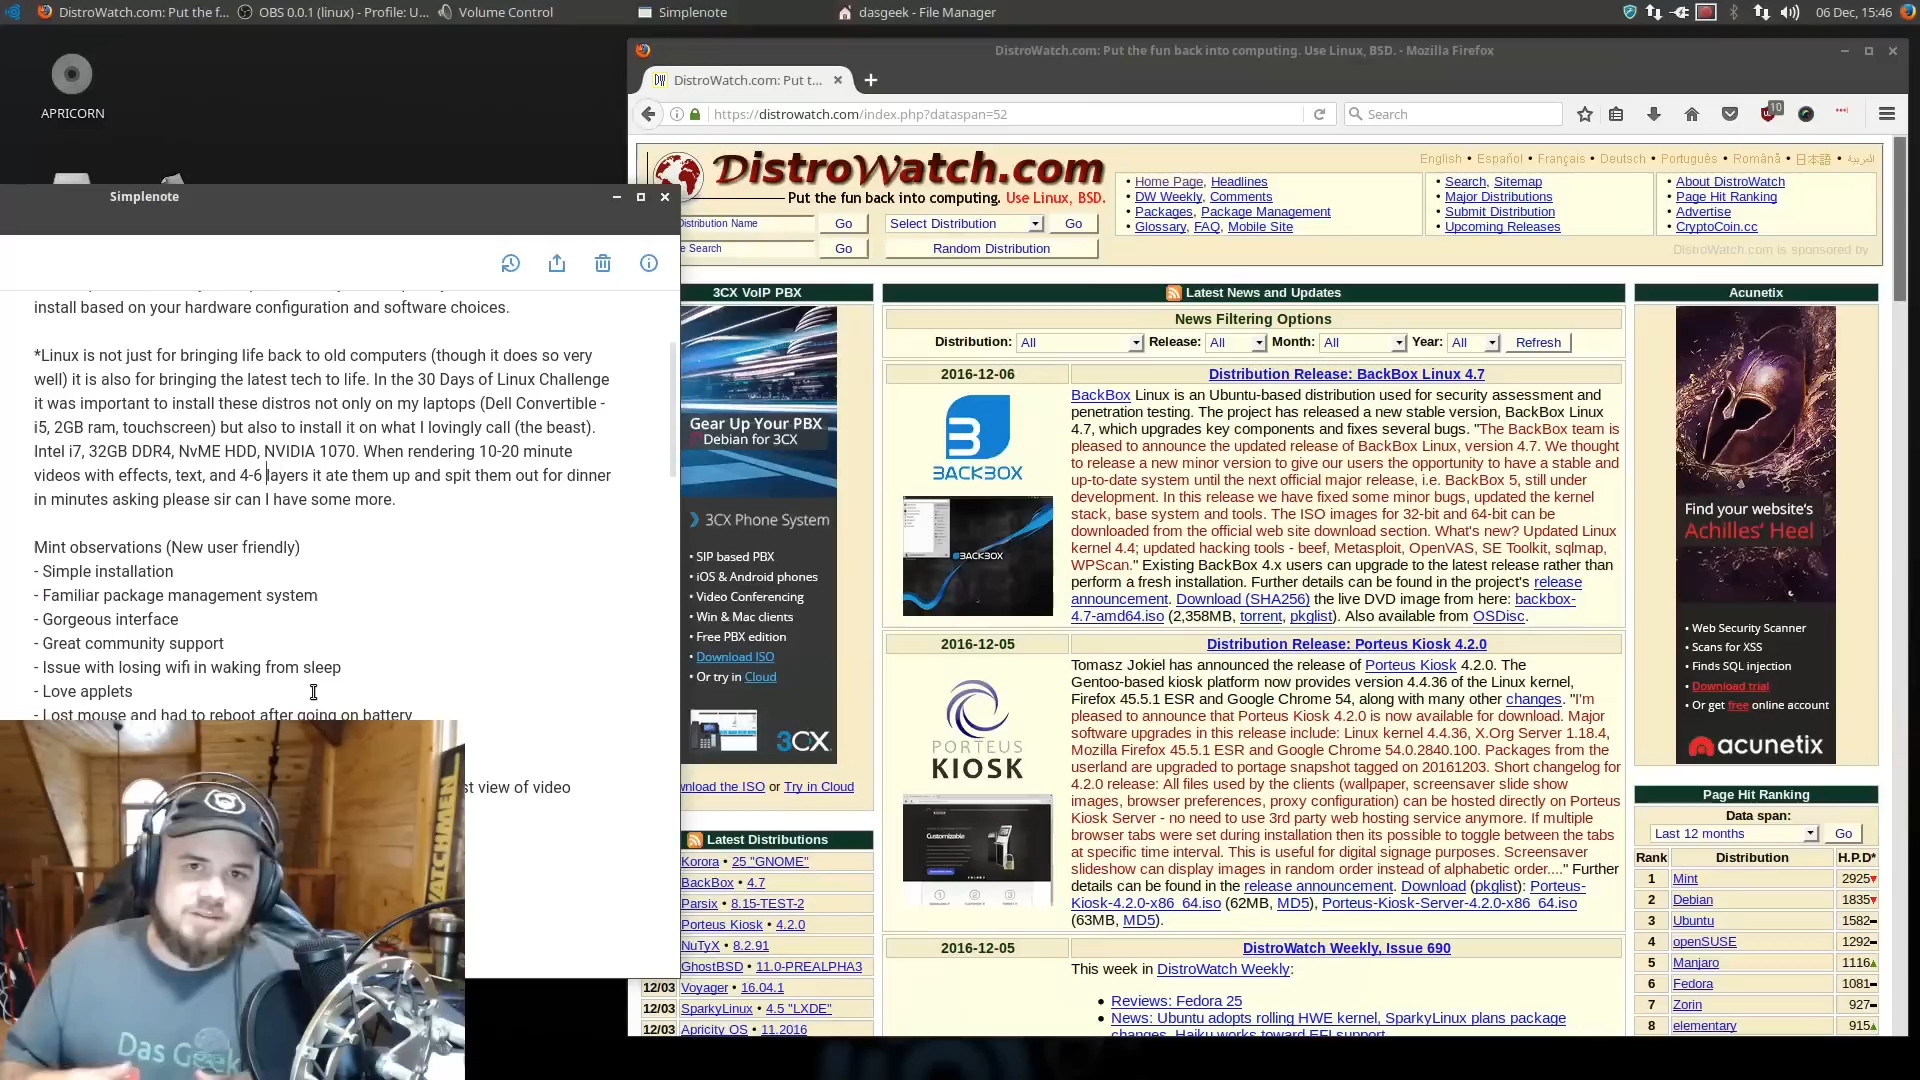 DistroWatch.com: Put the f...
OBS 0.0.1 (linux) - Profile: U...
Volume Control
Simplenote
dasgeek - File Manager
06 Dec, 15:46
APRICORN
DistroWatch.com: Put the fun back into computing. Use Linux, BSD. - Mozilla Firefox
DW
DistroWatch.com: Put t...
https://distrowatch.com/index.php?dataspan=52
Search
10
DistroWatch.com
Put the fun back into computing. Use Linux, BSD.
English • Español • Français • Deutsch • Português • Română • 日本語 • العربية
• Home Page, Headlines
• DW Weekly, Comments
• Packages, Package Management
• Glossary, FAQ, Mobile Site
• Search, Sitemap
• Major Distributions
• Submit Distribution
• Upcoming Releases
• About DistroWatch
• Page Hit Ranking
• Advertise
• CryptoCoin.cc
DistroWatch.com is sponsored by
Distribution Name
Go
Select Distribution
Go
e Search
Go
Random Distribution
Simplenote
install based on your hardware configuration and software choices.
*Linux is not just for bringing life back to old computers (though it does so very
well) it is also for bringing the latest tech to life. In the 30 Days of Linux Challenge
it was important to install these distros not only on my laptops (Dell Convertible -
i5, 2GB ram, touchscreen) but also to install it on what I lovingly call (the beast).
Intel i7, 32GB DDR4, NvME HDD, NVIDIA 1070. When rendering 10-20 minute
videos with effects, text, and 4-6 layers it ate them up and spit them out for dinner
in minutes asking please sir can I have some more.
Mint observations (New user friendly)
- Simple installation
- Familiar package management system
- Gorgeous interface
- Great community support
- Issue with losing wifi in waking from sleep
- Love applets
- Lost mouse and had to reboot after going on battery
st view of video
WATCHMEN
Das Geek
3CX VoIP PBX
Gear Up Your PBX
Debian for 3CX
3CX Phone System
• SIP based PBX
• iOS & Android phones
• Video Conferencing
• Win & Mac clients
• Free PBX edition
• Download ISO
• Or try in Cloud
3CX
wnload the ISO or Try in Cloud
Latest Distributions
Korora • 25 "GNOME"
BackBox • 4.7
Parsix • 8.15-TEST-2
Porteus Kiosk • 4.2.0
NuTyX • 8.2.91
GhostBSD • 11.0-PREALPHA3
12/03 Voyager • 16.04.1
12/03 SparkyLinux • 4.5 "LXDE"
12/03 Apricity OS • 11.2016
Latest News and Updates
News Filtering Options
Distribution: All Release: All Month: All Year: All Refresh
2016-12-06
Distribution Release: BackBox Linux 4.7
BACKBOX
BACKBOX
BackBox Linux is an Ubuntu-based distribution used for security assessment and
penetration testing. The project has released a new stable version, BackBox Linux
4.7, which upgrades key components and fixes several bugs. "The BackBox team is
pleased to announce the updated release of BackBox Linux, version 4.7. We thought
to release a new minor version to give our users the opportunity to have a stable and
up-to-date system until the next official major release, i.e. BackBox 5, still under
development. In this release we have fixed some minor bugs, updated the kernel
stack, base system and tools. The ISO images for 32-bit and 64-bit can be
downloaded from the official web site download section. What's new? Updated Linux
kernel 4.4; updated hacking tools - beef, Metasploit, OpenVAS, SE Toolkit, sqlmap,
WPScan." Existing BackBox 4.x users can upgrade to the latest release rather than
perform a fresh installation. Further details can be found in the project's release
announcement. Download (SHA256) the live DVD image from here: backbox-
4.7-amd64.iso (2,358MB, torrent, pkglist). Also available from OSDisc.
2016-12-05
Distribution Release: Porteus Kiosk 4.2.0
PORTEUS
KIOSK
Customizable
Tomasz Jokiel has announced the release of Porteus Kiosk 4.2.0. The
Gentoo-based kiosk platform now provides version 4.4.36 of the Linux kernel,
Firefox 45.5.1 ESR and Google Chrome 54, along with many other changes. "I'm
pleased to announce that Porteus Kiosk 4.2.0 is now available for download. Major
software upgrades in this release include: Linux kernel 4.4.36, X.Org Server 1.18.4,
Mozilla Firefox 45.5.1 ESR and Google Chrome 54.0.2840.100. Packages from the
userland are upgraded to portage snapshot tagged on 20161203. Short changelog for
4.2.0 release: All files used by the clients (wallpaper, screensaver slide show
images, browser preferences, proxy configuration) can be hosted directly on Porteus
Kiosk Server - no need to use 3rd party web hosting service anymore. If multiple
browser tabs were set during installation then its possible to toggle between the tabs
at specific time interval. This is useful for digital signage purposes. Screensaver
slideshow can display images in random order instead of alphabetic order...." Further
details can be found in the release announcement. Download (pkglist): Porteus-
Kiosk-4.2.0-x86_64.iso (62MB, MD5), Porteus-Kiosk-Server-4.2.0-x86_64.iso
(63MB, MD5).
2016-12-05
DistroWatch Weekly, Issue 690
This week in DistroWatch Weekly:
• Reviews: Fedora 25
• News: Ubuntu adopts rolling HWE kernel, SparkyLinux plans package
changes, Haiku works toward EFI support
Acunetix
Find your website's
Achilles' Heel
• Web Security Scanner
• Scans for XSS
• Finds SQL injection
• Download trial
• Or get free online account
acunetix
Page Hit Ranking
Data span:
Last 12 months Go
Rank Distribution H.P.D*
1 Mint 2925
2 Debian 1835
3 Ubuntu 1582
4 openSUSE 1292
5 Manjaro 1116
6 Fedora 1081
7 Zorin 927
8 elementary 915